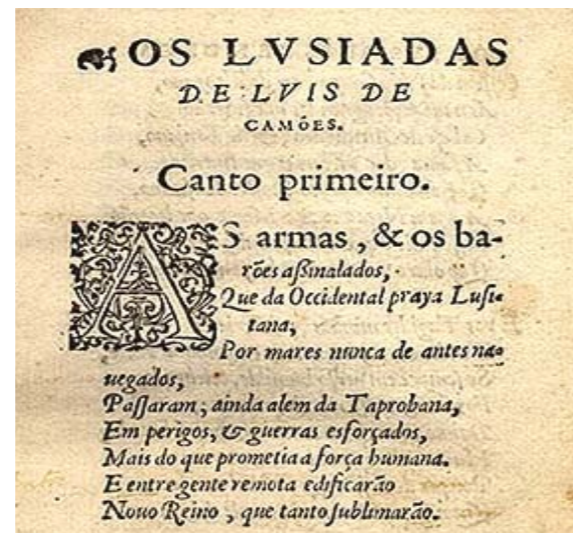 OS LVSIADAS
DE LVIS DE
CAMÕES.
Canto primeiro.
AS armas, & os ba-
rões aſsinalados,
Que da Occidental praya Luſi-
tana,
Por mares nunca de antes na-
uegados,
Paſſaram, ainda alem da Taprobana,
Em perigos, & guerras esforçados,
Mais do que prometia a força humana.
E entre gente remota edificarão
Nouo Reino, que tanto ſublimarão.